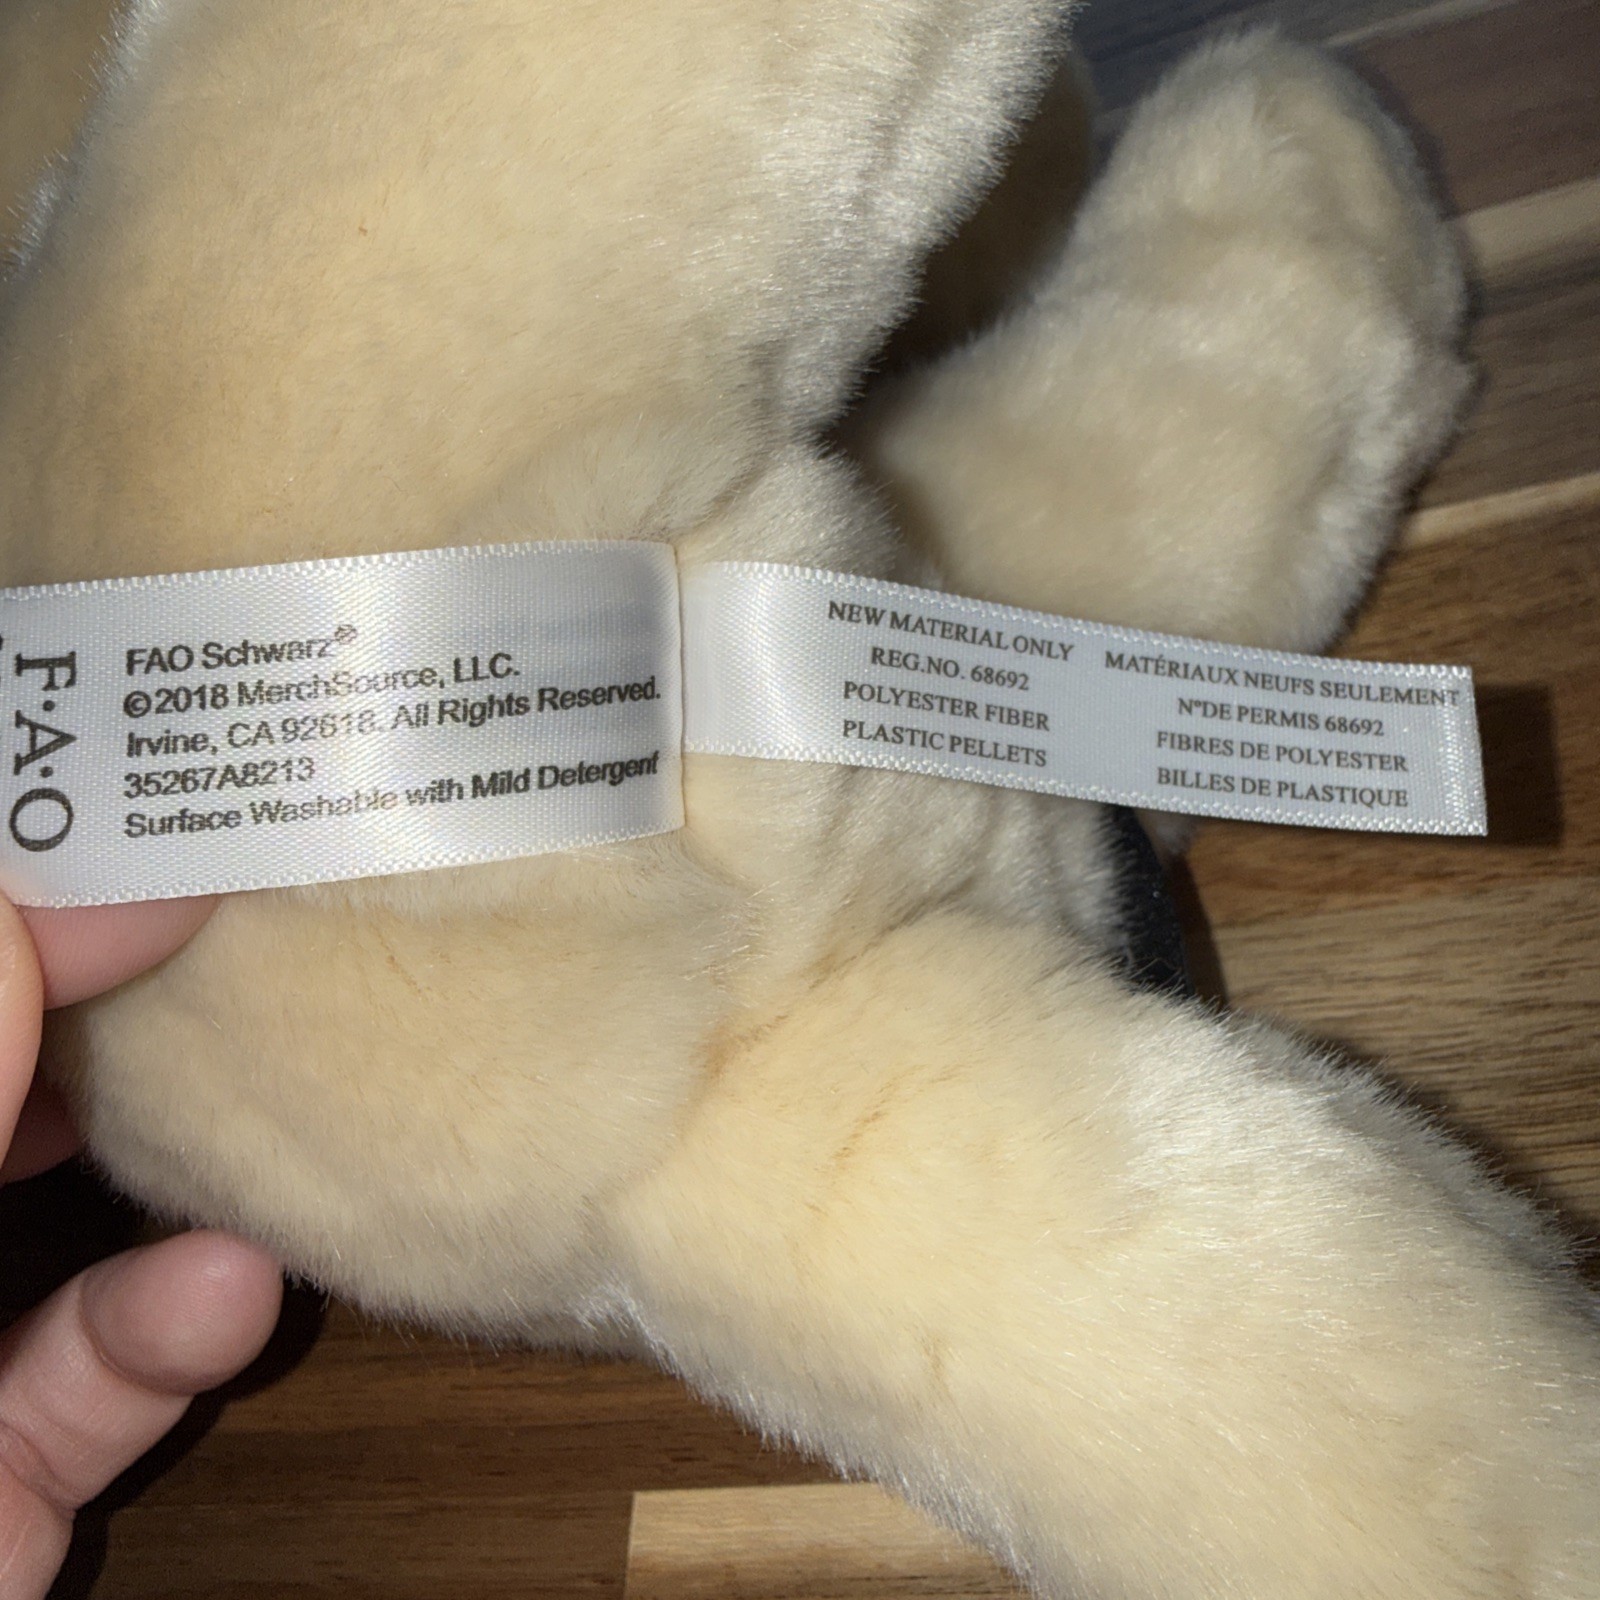 F·A·O
FAO Schwarz®
©2018 MerchSource, LLC.
Irvine, CA 92618. All Rights Reserved.
35267A8213
Surface Washable with Mild Detergent
NEW MATERIAL ONLY
REG.NO. 68692
POLYESTER FIBER
PLASTIC PELLETS
MATÉRIAUX NEUFS SEULEMENT
N°DE PERMIS 68692
FIBRES DE POLYESTER
BILLES DE PLASTIQUE